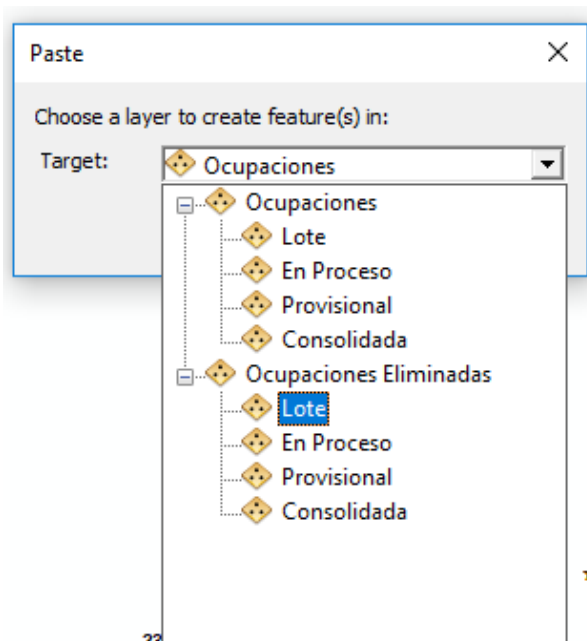 Paste
Choose a layer to create feature(s) in:
Target: Ocupaciones
Ocupaciones
Lote
En Proceso
Provisional
Consolidada
Ocupaciones Eliminadas
Lote
En Proceso
Provisional
Consolidada
23